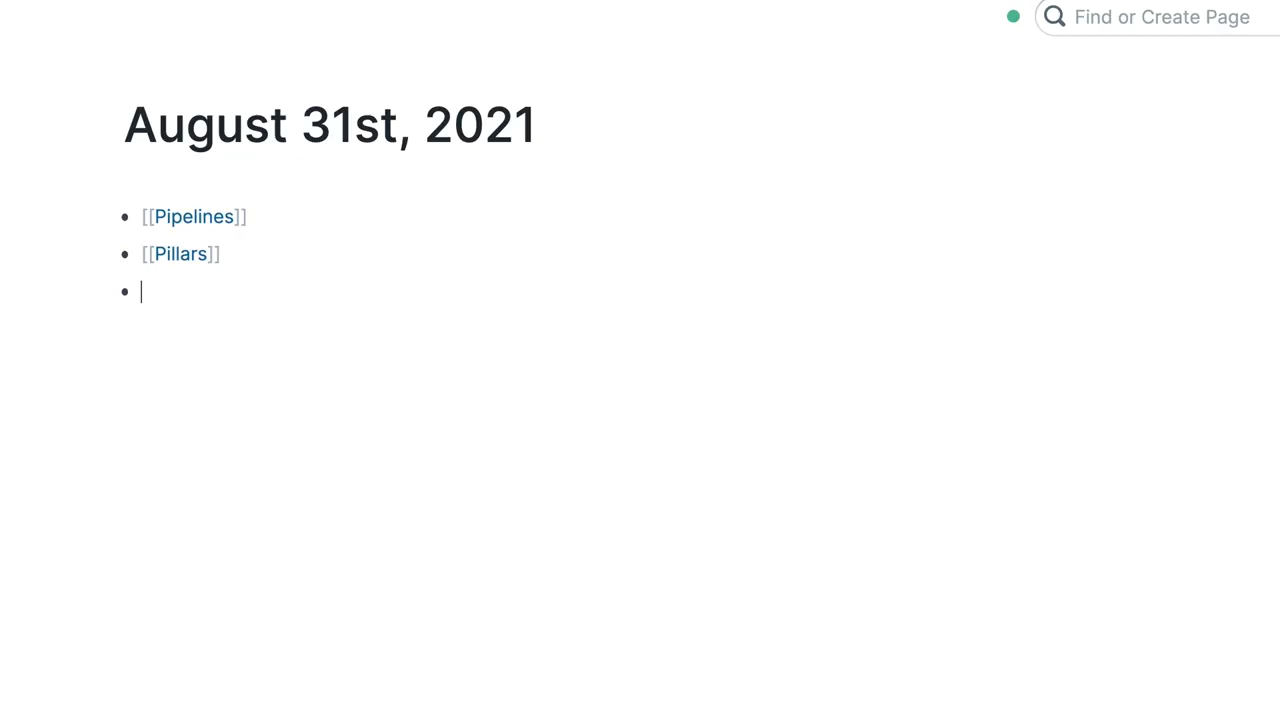 Find or Create Page
August 31st, 2021
[[Pipelines]]
[[Pillars]]